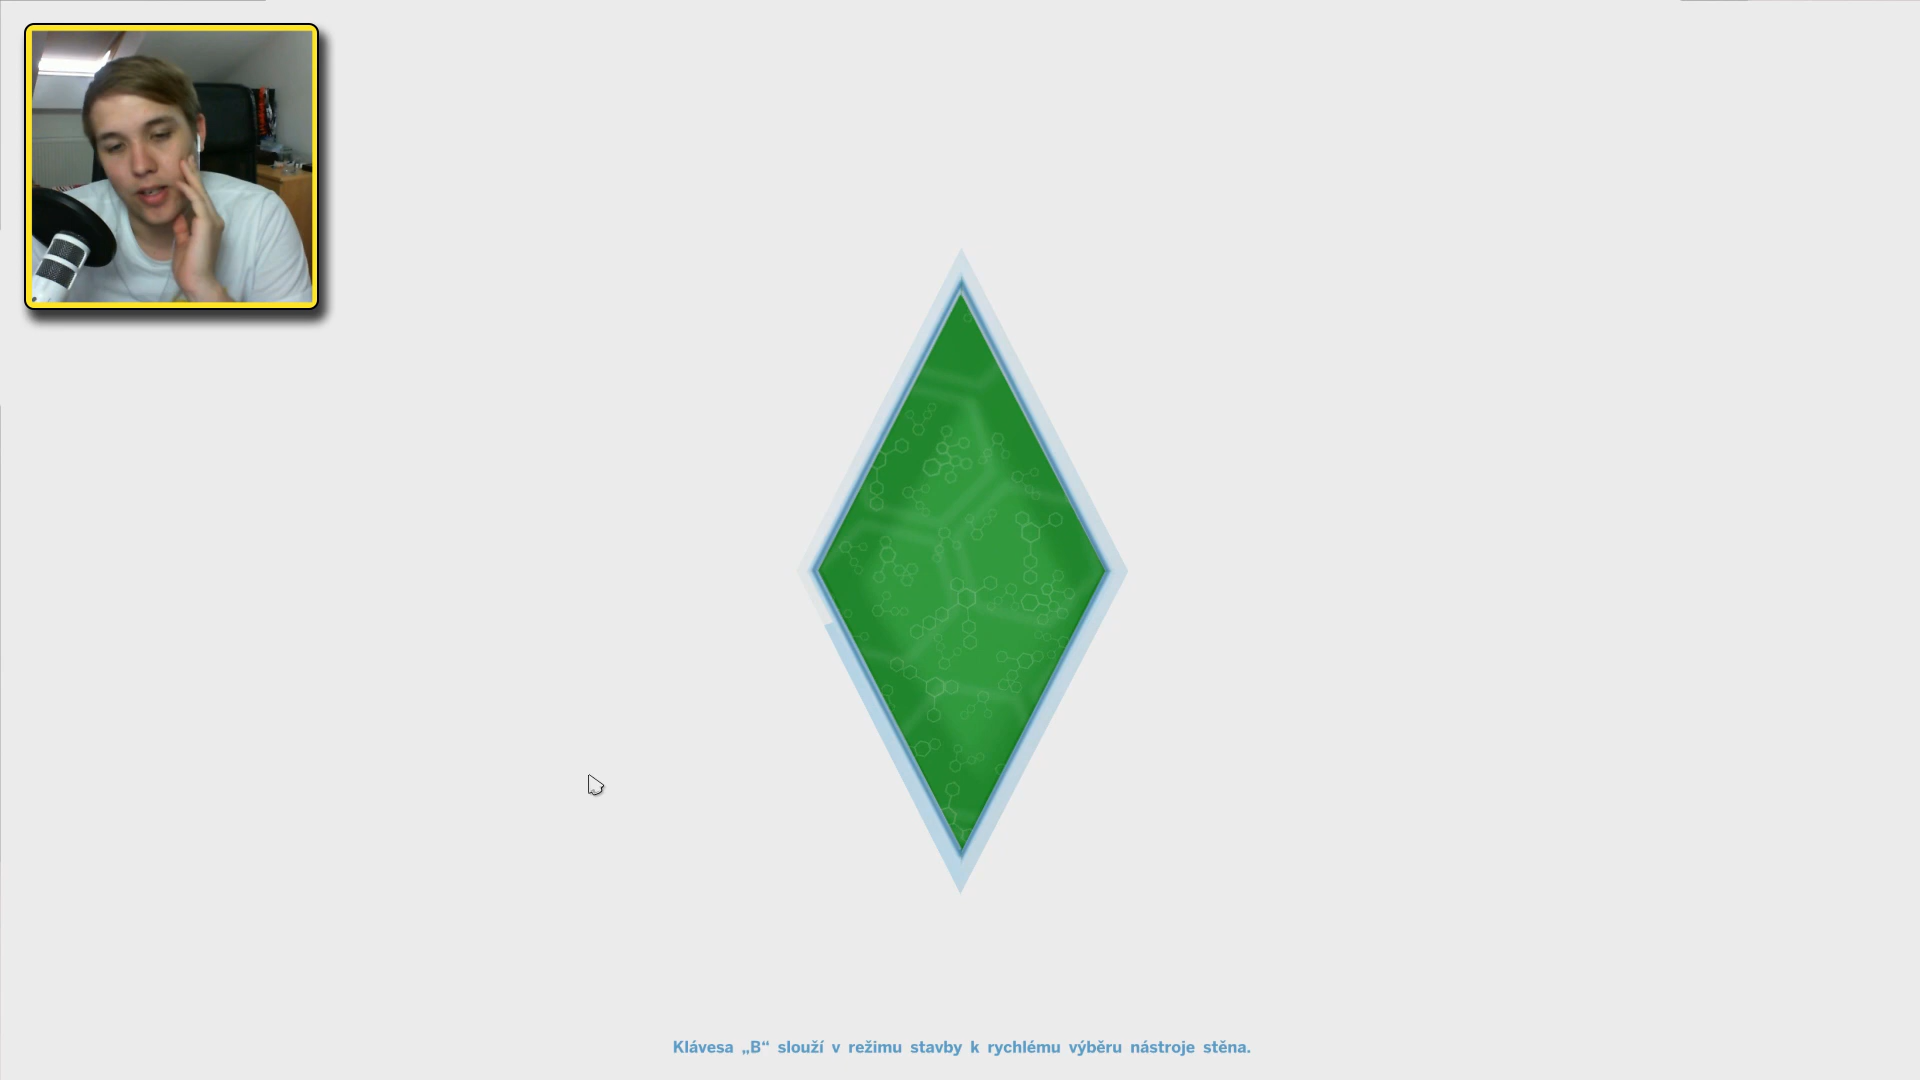 Klávesa „B“ slouží v režimu stavby k rychlému výběru nástroje stěna.